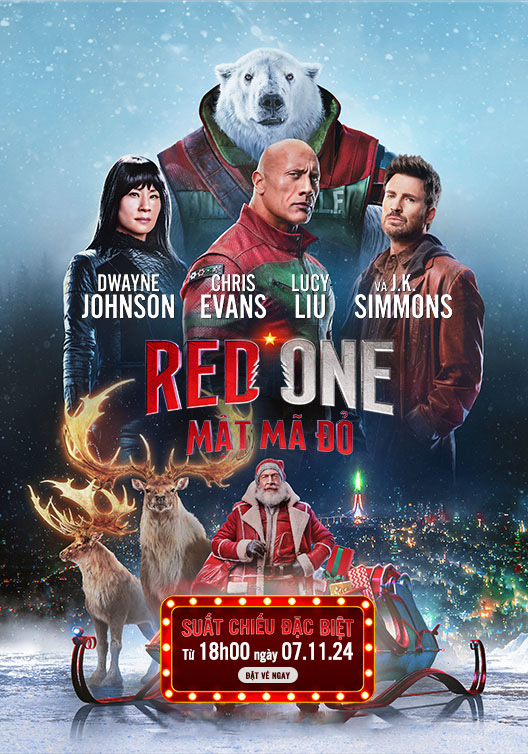 DWAYNE
JOHNSON
CHRIS
EVANS
LUCY
LIU
VÀ J.K.
SIMMONS
RED ONE
MẬT MÃ ĐỎ
SUẤT CHIẾU ĐẶC BIỆT
Từ 18h00 ngày 07.11.24
ĐẶT VÉ NGAY